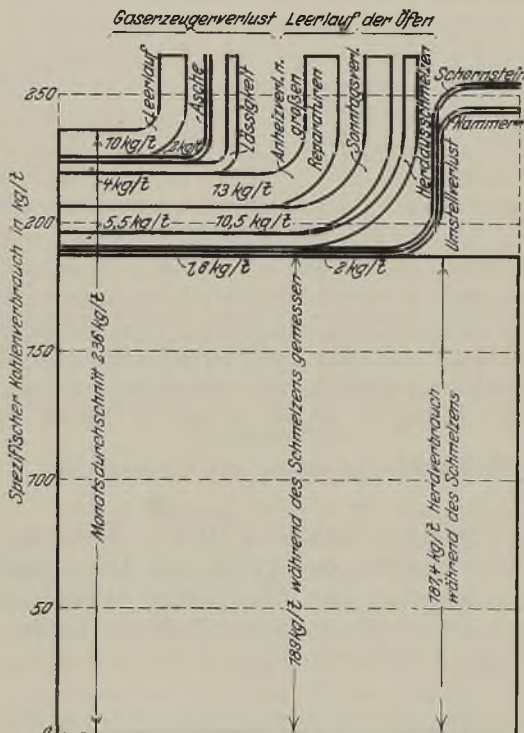 Gaserzeugerverlust Leerlauf der Öfen
Leerlauf
Asche
Lässigkeit
Anheizverl. n.
großen
Reparaturen
Sonntagsverl.
Herdausschmelzen
Schornstein
Kammer
Umstellverlust
250
200
150
100
50
0
Spezifischer Kohlenverbrauch in kg/t
10 kg/t
3 kg/t
4 kg/t
13 kg/t
5,5 kg/t
10,5 kg/t
1,6 kg/t
2 kg/t
Monatsdurchschnitt 236 kg/t
189 kg/t während des Schmelzens gemessen
187,4 kg/t Herdverbrauch
während des Schmelzens